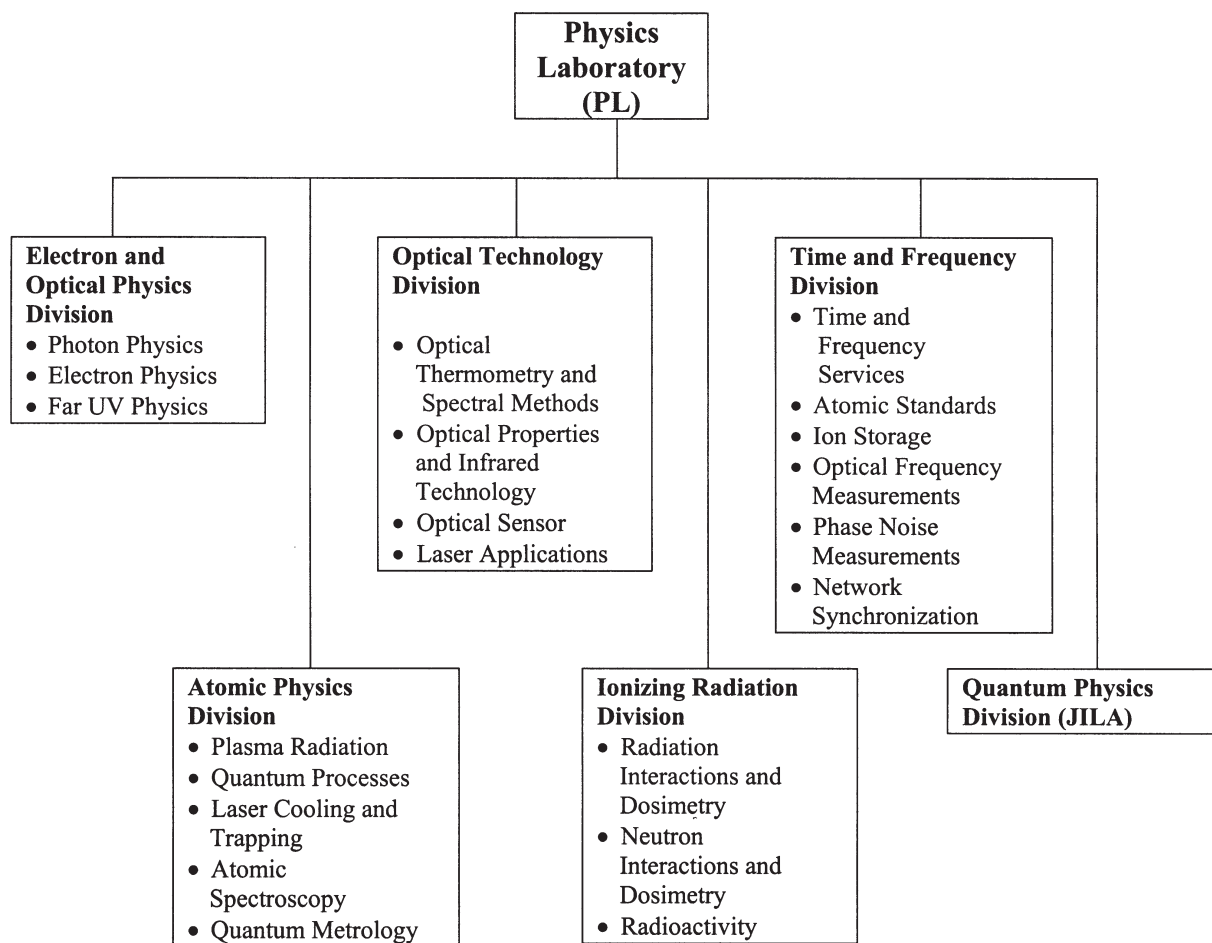 Physics
Laboratory
(PL)
Electron and
Optical Physics
Division
• Photon Physics
• Electron Physics
• Far UV Physics
Optical Technology
Division
• Optical
Thermometry and
Spectral Methods
• Optical Properties
and Infrared
Technology
• Optical Sensor
• Laser Applications
Time and Frequency
Division
• Time and
Frequency
Services
• Atomic Standards
• Ion Storage
• Optical Frequency
Measurements
• Phase Noise
Measurements
• Network
Synchronization
Atomic Physics
Division
• Plasma Radiation
• Quantum Processes
• Laser Cooling and
Trapping
• Atomic
Spectroscopy
• Quantum Metrology
Ionizing Radiation
Division
• Radiation
Interactions and
Dosimetry
• Neutron
Interactions and
Dosimetry
• Radioactivity
Quantum Physics
Division (JILA)